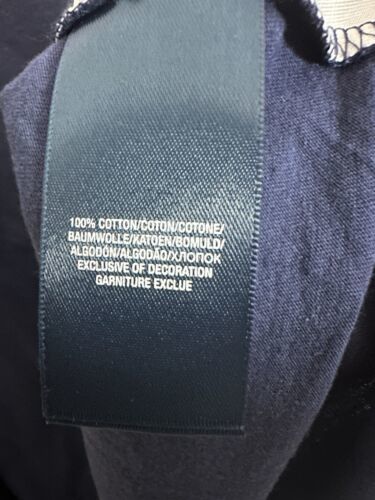 100% COTTON/COTON/COTONE/
BAUMWOLLE/KATOEN/BOMULD/
ALGODÓN/ALGODÃO/ХЛОПОК
EXCLUSIVE OF DECORATION
GARNITURE EXCLUE